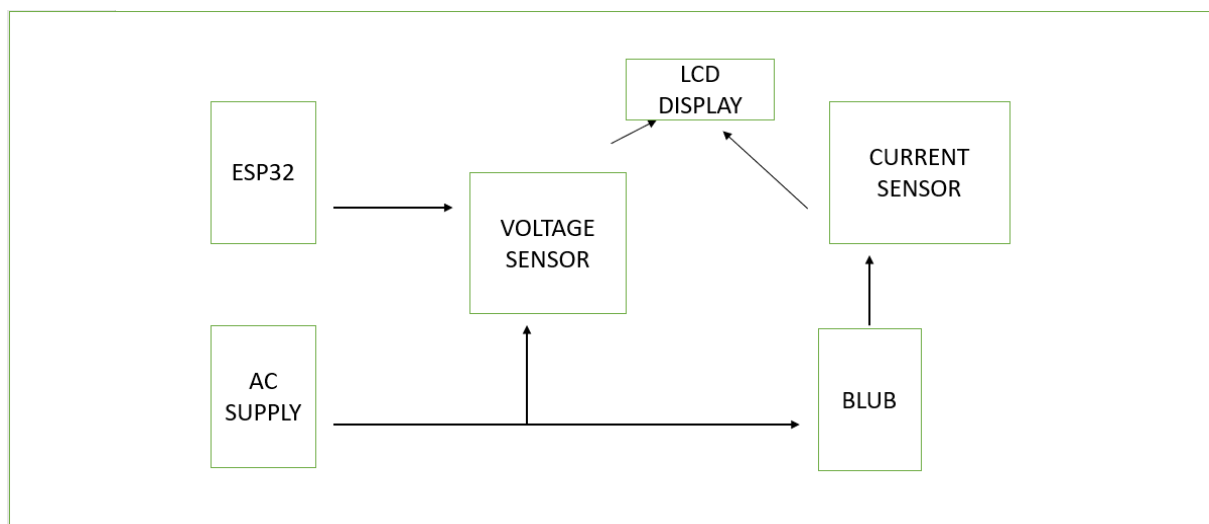 LCD
DISPLAY
ESP32
CURRENT
SENSOR
VOLTAGE
SENSOR
AC
SUPPLY
BLUB